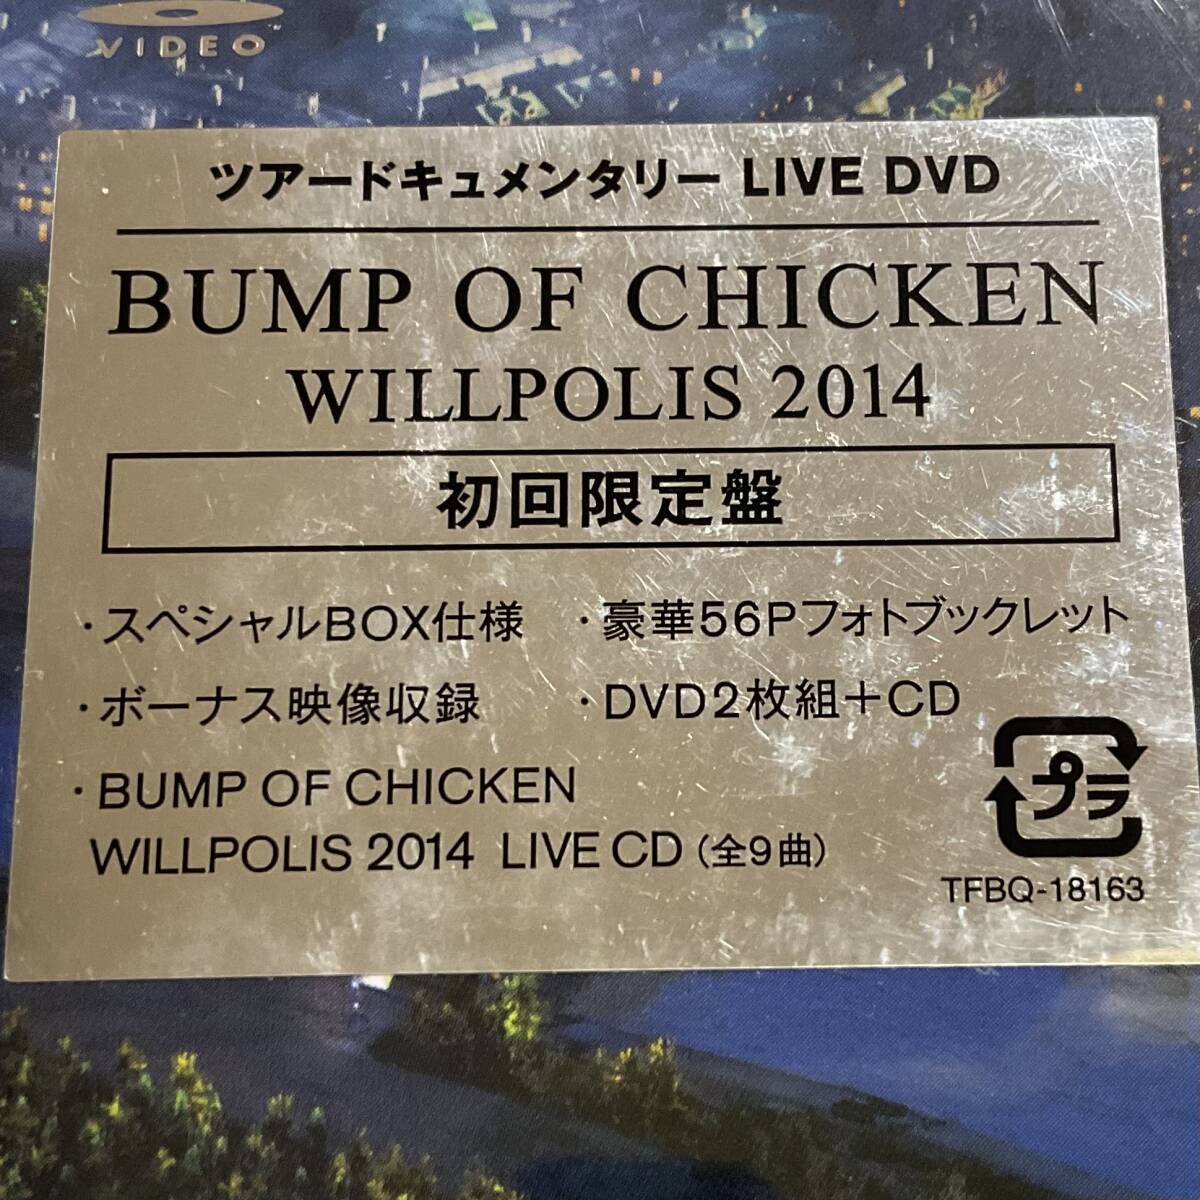 VIDEO
ツアードキュメンタリー LIVE DVD
BUMP OF CHICKEN
WILLPOLIS 2014
初回限定盤
・スペシャルBOX仕様 ・豪華56Pフォトブックレット
・ボーナス映像収録 ・DVD2枚組+CD
・BUMP OF CHICKEN
WILLPOLIS 2014 LIVE CD (全9曲)
プラ
TFBQ-18163